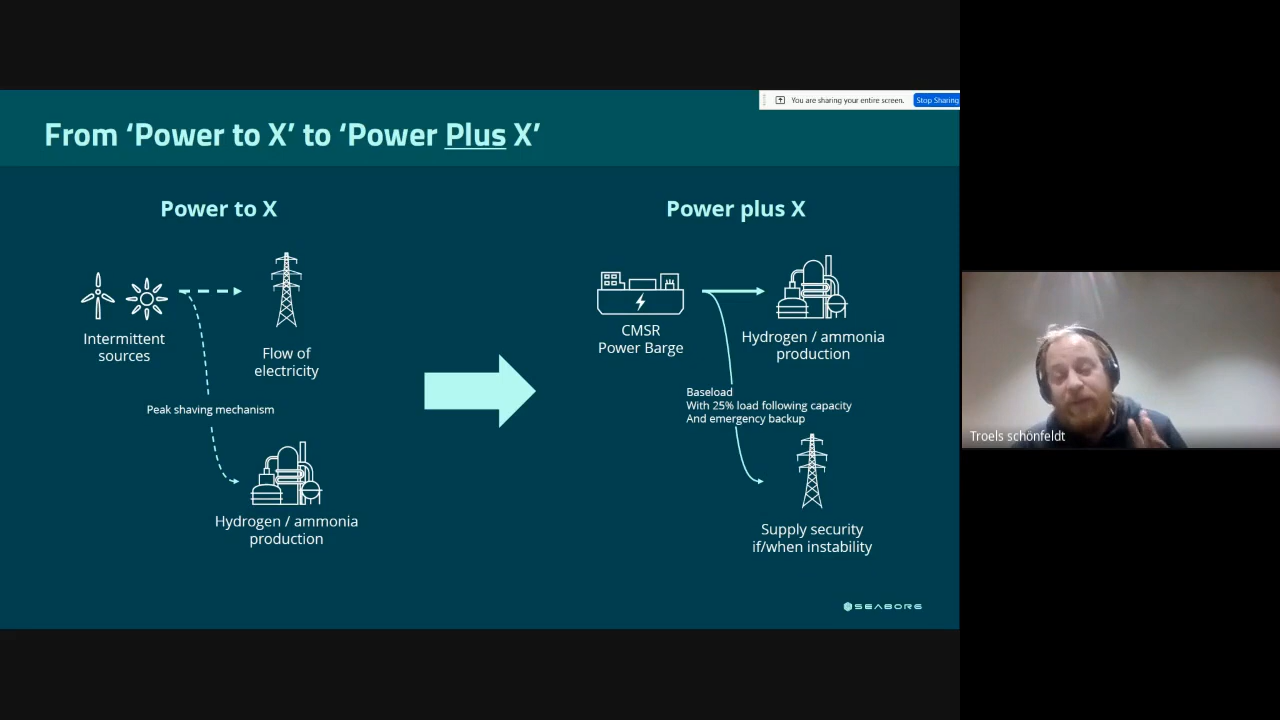 You are sharing your entire screen.
Stop Sharing
From ‘Power to X’ to ‘Power Plus X’
Power to X
Intermittent
sources
Flow of
electricity
Peak shaving mechanism
Hydrogen / ammonia
production
Power plus X
CMSR
Power Barge
Hydrogen / ammonia
production
Baseload
With 25% load following capacity
And emergency backup
Supply security
if/when instability
SEABORG
Troels schönfeldt